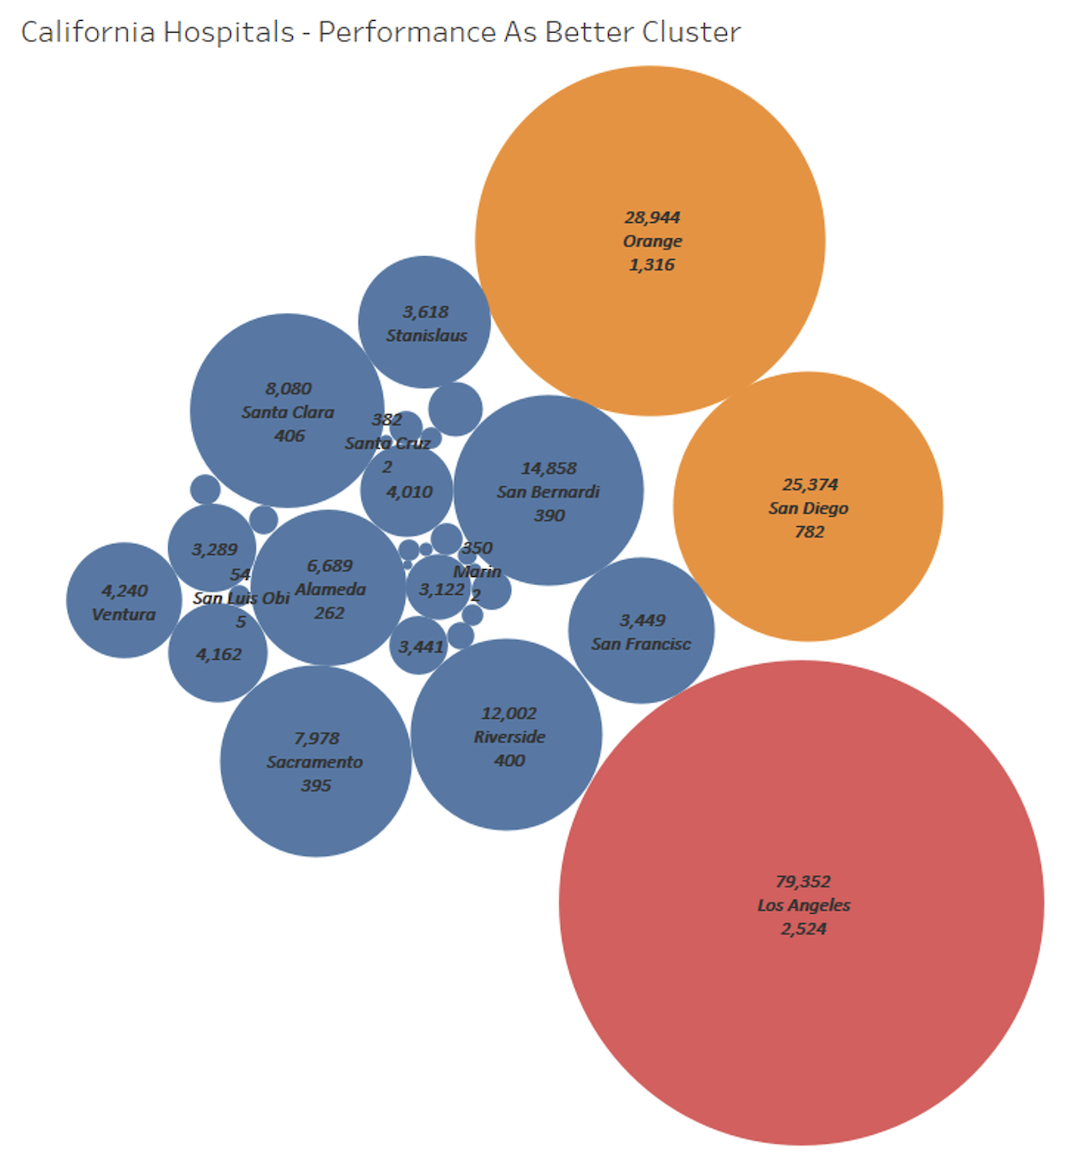 California Hospitals - Performance As Better Cluster
28,944
Orange
1,316
3,618
Stanislaus
8,080
Santa Clara
406
382
Santa Cruz
2
4,010
14,858
San Bernardi
390
25,374
San Diego
782
3,289
54
San Luis Obi
5
6,689
Alameda
262
350
Marin
2
3,122
4,240
Ventura
3,449
San Francisc
4,162
3,441
12,002
Riverside
400
7,978
Sacramento
395
79,352
Los Angeles
2,524